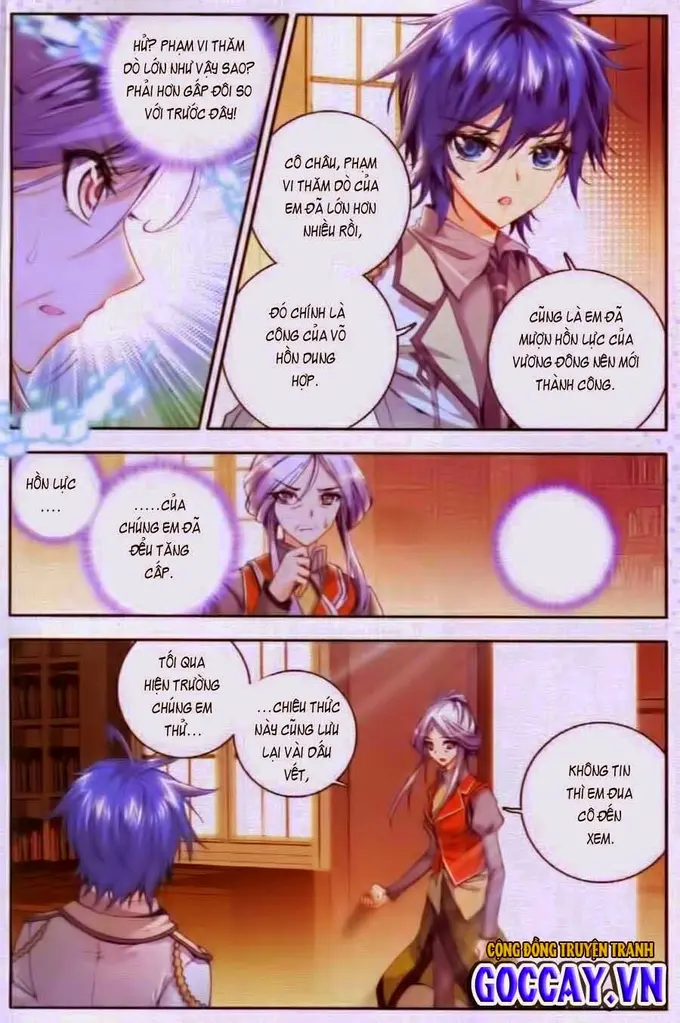 HỬ? PHẠM VI THĂM
DÒ LỚN NHƯ VẬY SAO?
PHẢI HƠN GẤP ĐÔI SO
VỚI TRƯỚC ĐÂY!
CÔ CHÂU, PHẠM
VI THĂM DÒ CỦA
EM ĐÃ LỚN HƠN
NHIỀU RỒI,
ĐÓ CHÍNH LÀ
CÔNG CỦA VÕ
HỒN DUNG
HỢP.
CŨNG LÀ EM ĐÃ
MƯỢN HỒN LỰC CỦA
VƯƠNG ĐÔNG NÊN MỚI
THÀNH CÔNG.
HỒN LỰC
....
.....CỦA
CHÚNG EM ĐÃ
ĐỀU TĂNG
CẤP.
TỐI QUA
HIỆN TRƯỜNG
CHÚNG EM
THỬ...
...CHIÊU THỨC
NÀY CŨNG LƯU
LẠI VÀI DẤU
VẾT,
KHÔNG TIN
THÌ EM ĐƯA
CÔ ĐẾN
XEM.
CỘNG ĐỒNG TRUYỆN TRANH
GOCCAY.VN